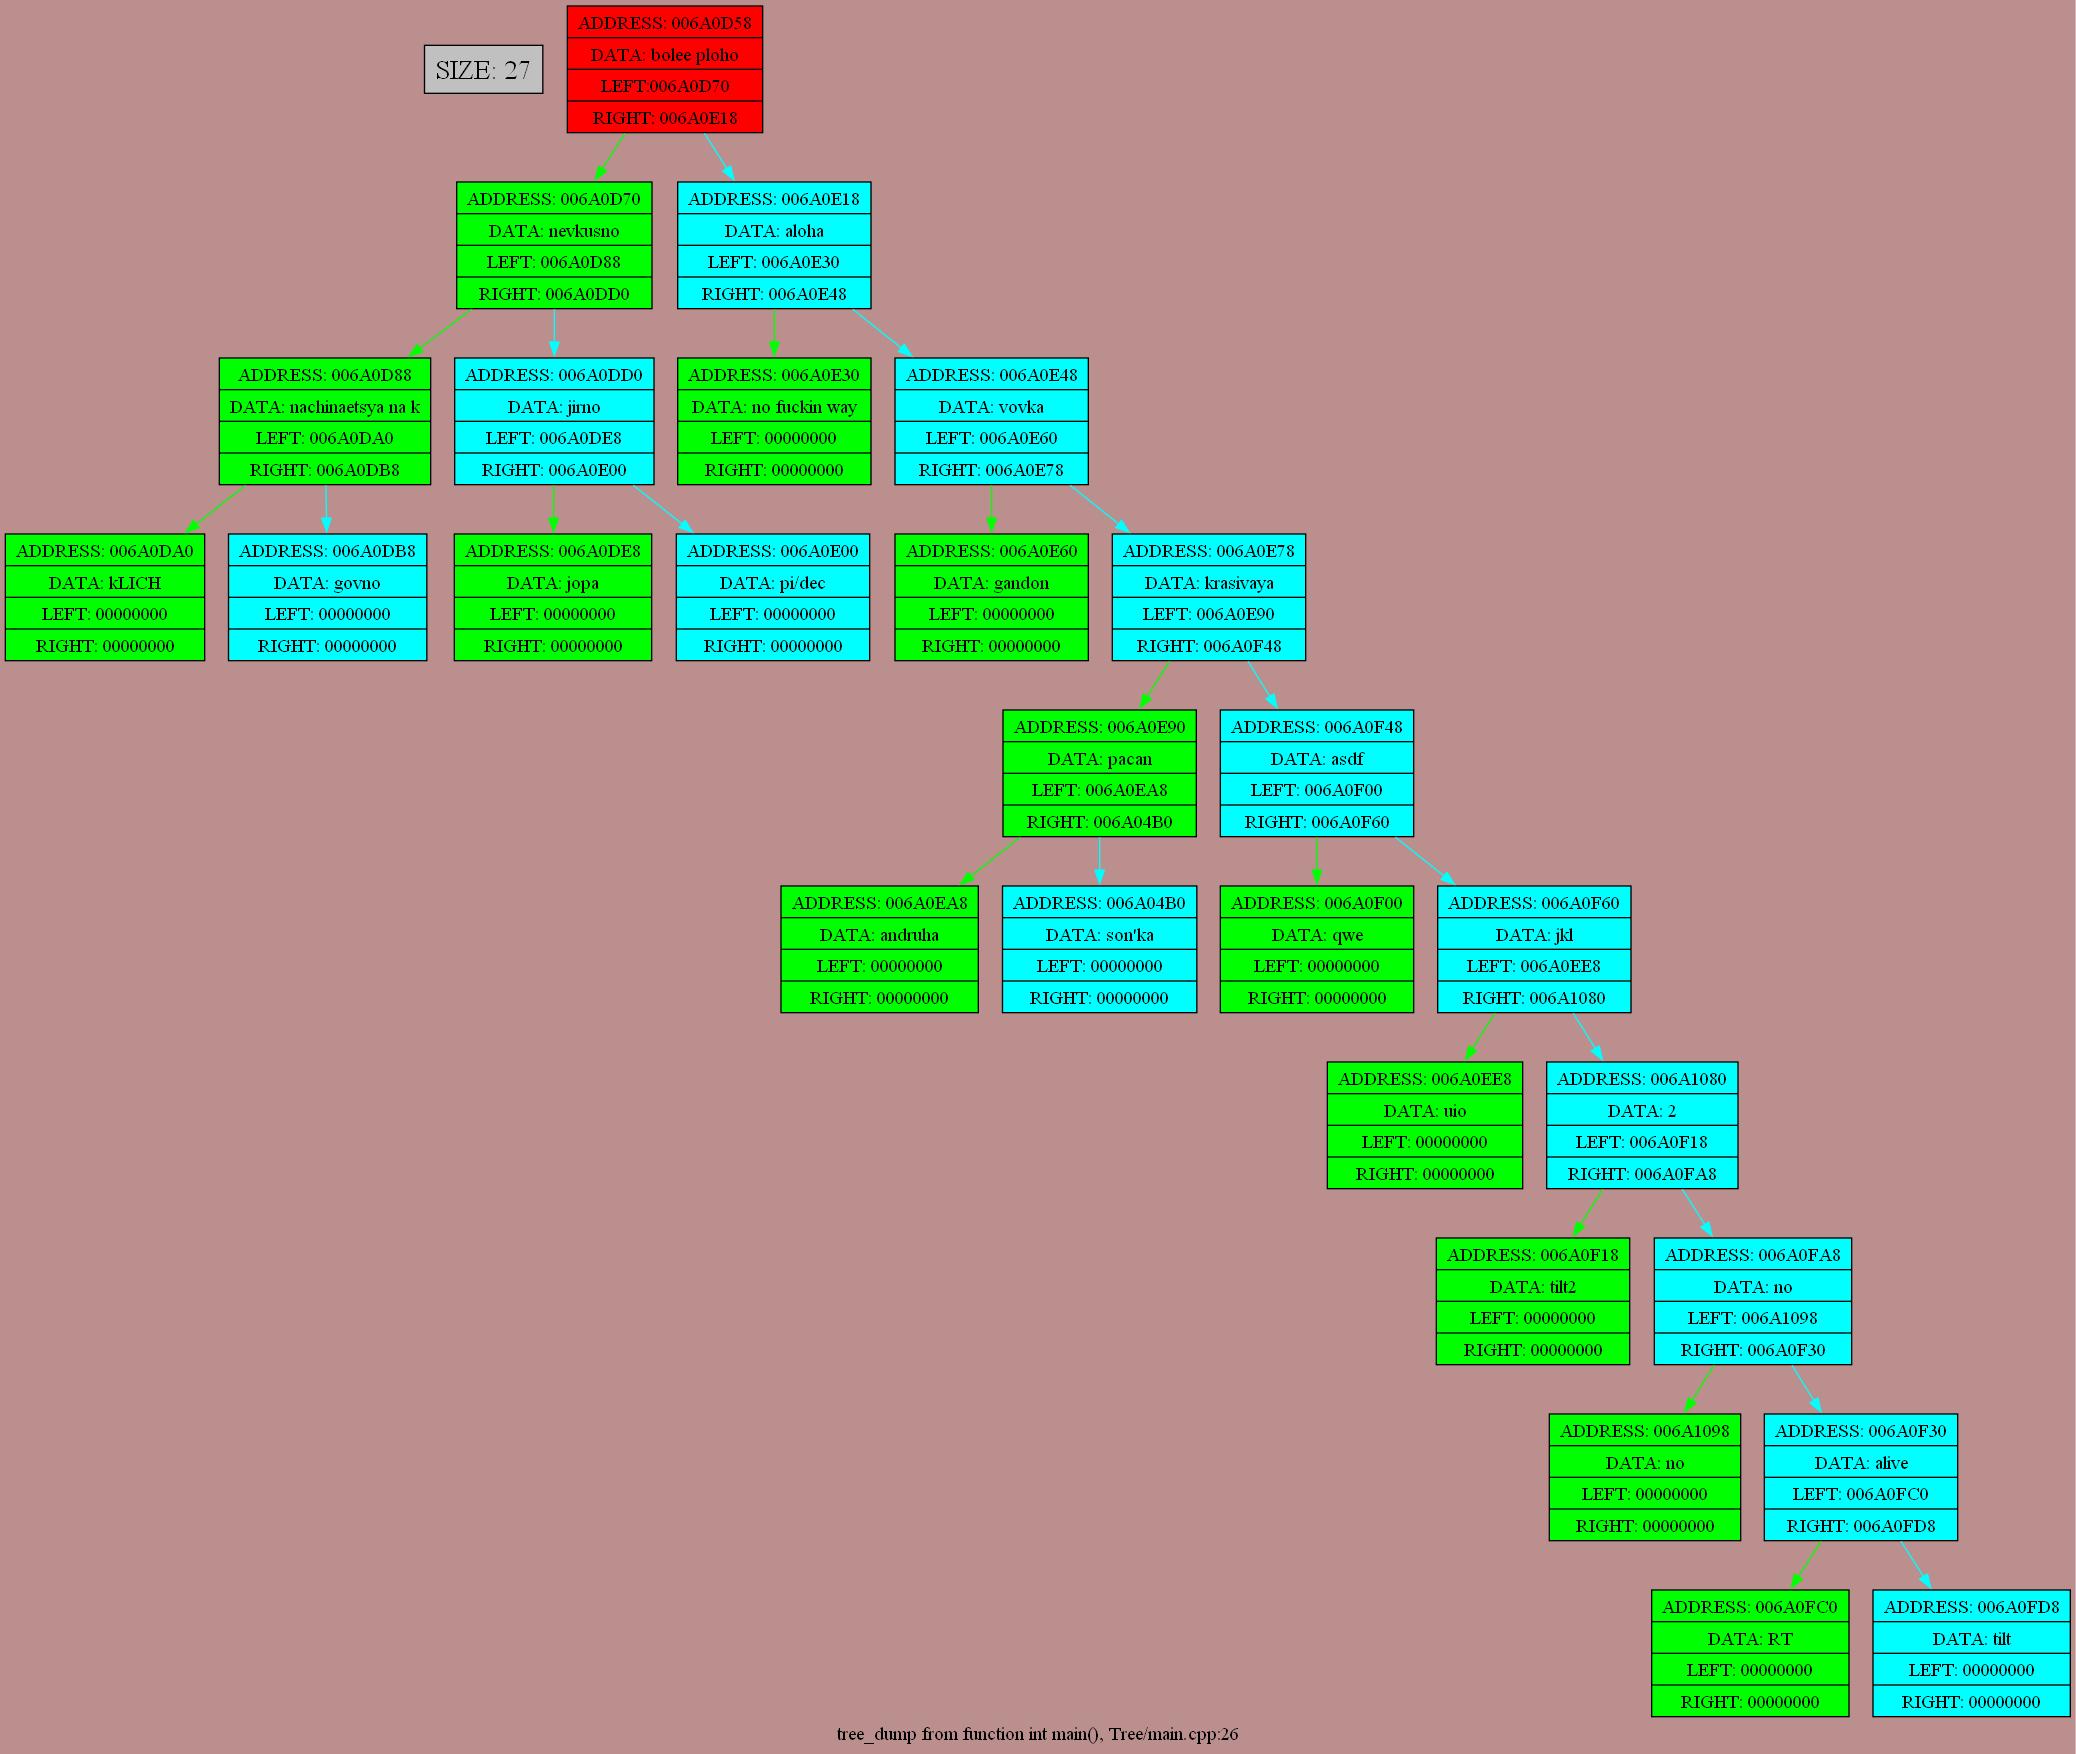 SIZE: 27
ADDRESS: 006A0D58
DATA: bolee ploho
LEFT:006A0D70
RIGHT: 006A0E18
ADDRESS: 006A0D70
DATA: nevkusno
LEFT: 006A0D88
RIGHT: 006A0DD0
ADDRESS: 006A0E18
DATA: aloha
LEFT: 006A0E30
RIGHT: 006A0E48
ADDRESS: 006A0D88
DATA: nachinaetsya na k
LEFT: 006A0DA0
RIGHT: 006A0DB8
ADDRESS: 006A0DD0
DATA: jirno
LEFT: 006A0DE8
RIGHT: 006A0E00
ADDRESS: 006A0E30
DATA: no fuckin way
LEFT: 00000000
RIGHT: 00000000
ADDRESS: 006A0E48
DATA: vovka
LEFT: 006A0E60
RIGHT: 006A0E78
ADDRESS: 006A0DA0
DATA: kLICH
LEFT: 00000000
RIGHT: 00000000
ADDRESS: 006A0DB8
DATA: govno
LEFT: 00000000
RIGHT: 00000000
ADDRESS: 006A0DE8
DATA: jopa
LEFT: 00000000
RIGHT: 00000000
ADDRESS: 006A0E00
DATA: pi/dec
LEFT: 00000000
RIGHT: 00000000
ADDRESS: 006A0E60
DATA: gandon
LEFT: 00000000
RIGHT: 00000000
ADDRESS: 006A0E78
DATA: krasivaya
LEFT: 006A0E90
RIGHT: 006A0F48
ADDRESS: 006A0E90
DATA: pacan
LEFT: 006A0EA8
RIGHT: 006A04B0
ADDRESS: 006A0F48
DATA: asdf
LEFT: 006A0F00
RIGHT: 006A0F60
ADDRESS: 006A0EA8
DATA: andruha
LEFT: 00000000
RIGHT: 00000000
ADDRESS: 006A04B0
DATA: son'ka
LEFT: 00000000
RIGHT: 00000000
ADDRESS: 006A0F00
DATA: qwe
LEFT: 00000000
RIGHT: 00000000
ADDRESS: 006A0F60
DATA: jkl
LEFT: 006A0EE8
RIGHT: 006A1080
ADDRESS: 006A0EE8
DATA: uio
LEFT: 00000000
RIGHT: 00000000
ADDRESS: 006A1080
DATA: 2
LEFT: 006A0F18
RIGHT: 006A0FA8
ADDRESS: 006A0F18
DATA: tilt2
LEFT: 00000000
RIGHT: 00000000
ADDRESS: 006A0FA8
DATA: no
LEFT: 006A1098
RIGHT: 006A0F30
ADDRESS: 006A1098
DATA: no
LEFT: 00000000
RIGHT: 00000000
ADDRESS: 006A0F30
DATA: alive
LEFT: 006A0FC0
RIGHT: 006A0FD8
ADDRESS: 006A0FC0
DATA: RT
LEFT: 00000000
RIGHT: 00000000
ADDRESS: 006A0FD8
DATA: tilt
LEFT: 00000000
RIGHT: 00000000
tree_dump from function int main(), Tree/main.cpp:26